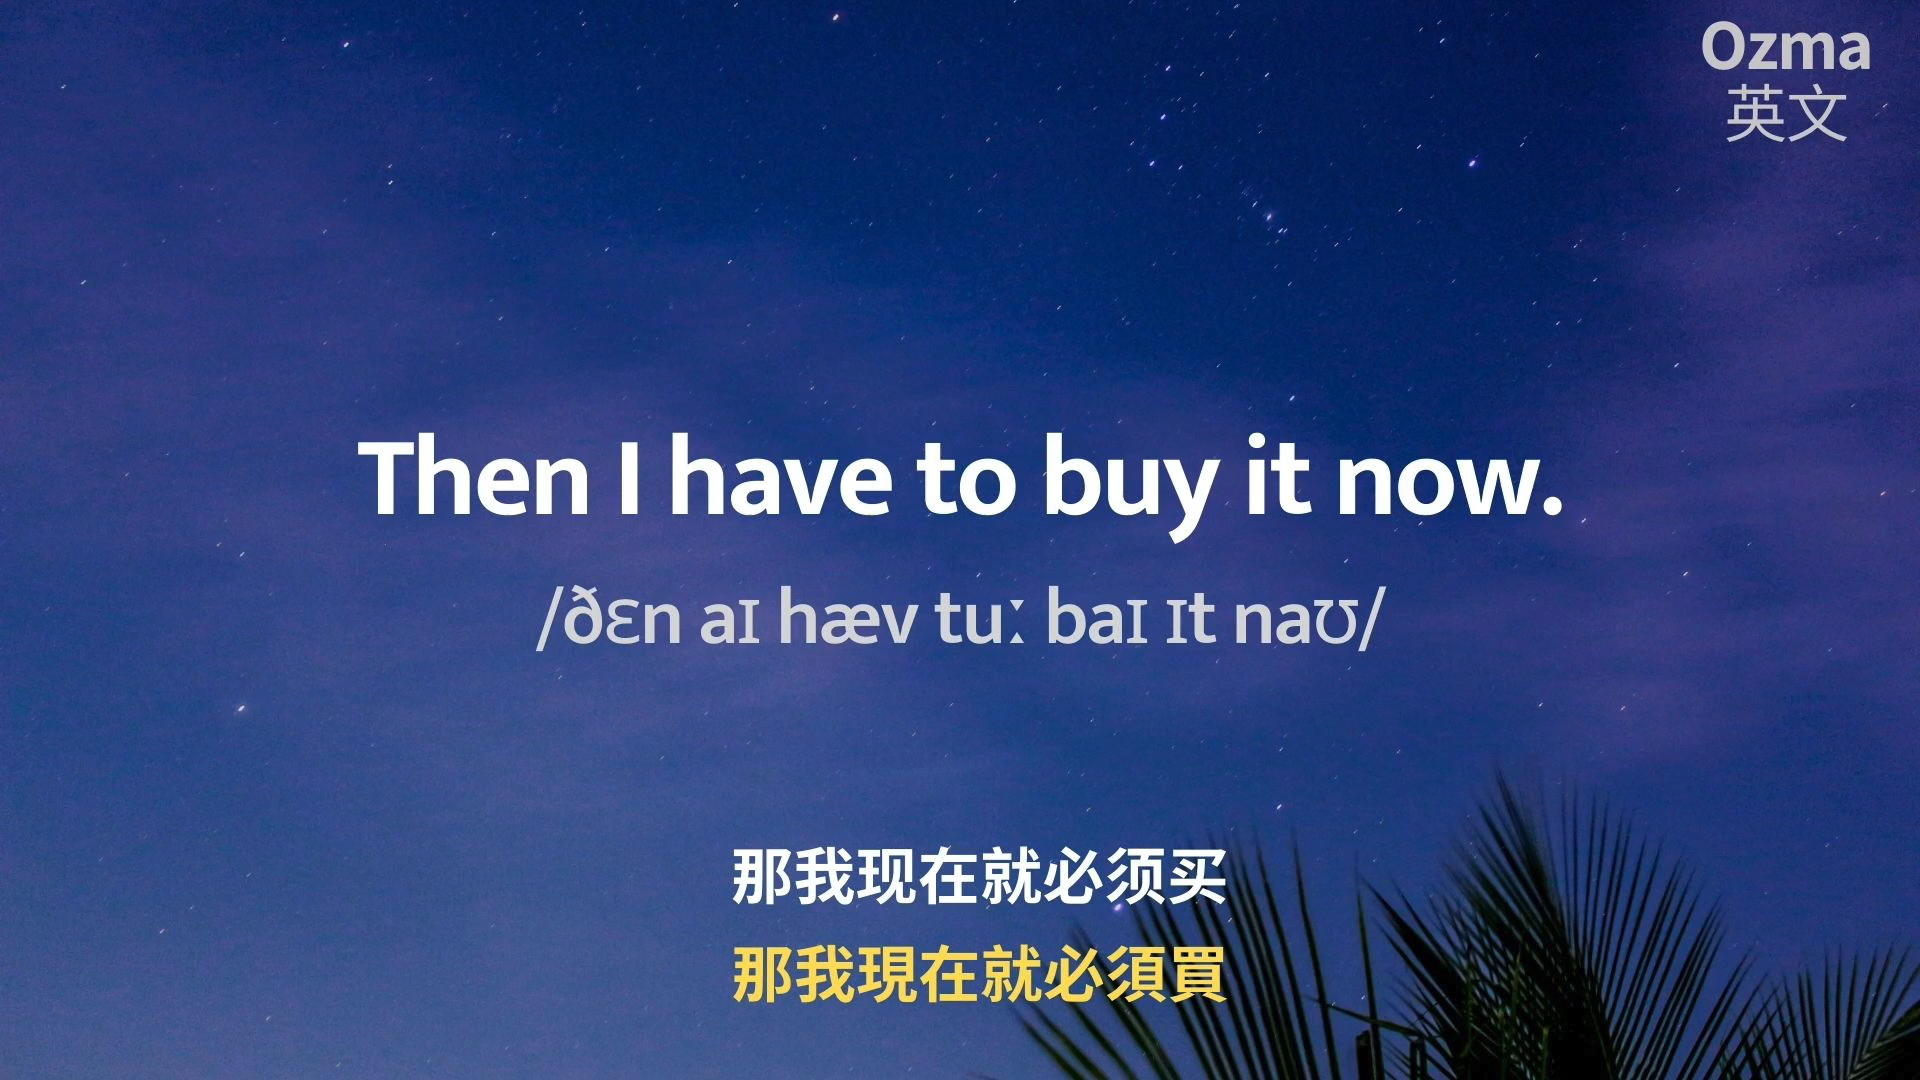 Ozma
英文
Then I have to buy it now.
/ðɛn aɪ hæv tuː baɪ ɪt naʊ/
那我现在就必须买
那我現在就必須買